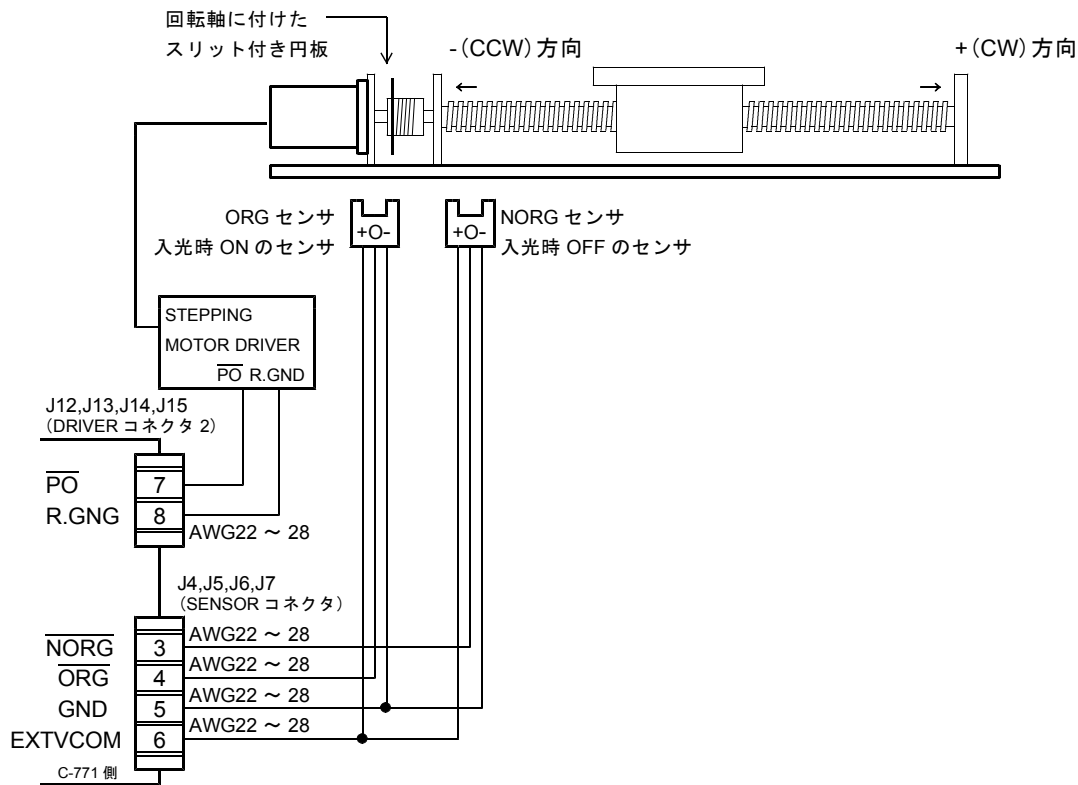 回転軸に付けた
スリット付き円板
-(CCW) 方向
+(CW) 方向
ORG センサ
入光時 ON のセンサ
+O-
+O-
NORG センサ
入光時 OFF のセンサ
STEPPING
MOTOR DRIVER
PO R.GND
J12,J13,J14,J15
(DRIVER コネクタ 2)
PO
7
R.GNG
8
AWG22 ～ 28
J4,J5,J6,J7
(SENSOR コネクタ)
NORG
3
AWG22 ～ 28
ORG
4
AWG22 ～ 28
GND
5
AWG22 ～ 28
EXTVCOM
6
AWG22 ～ 28
C-771 側